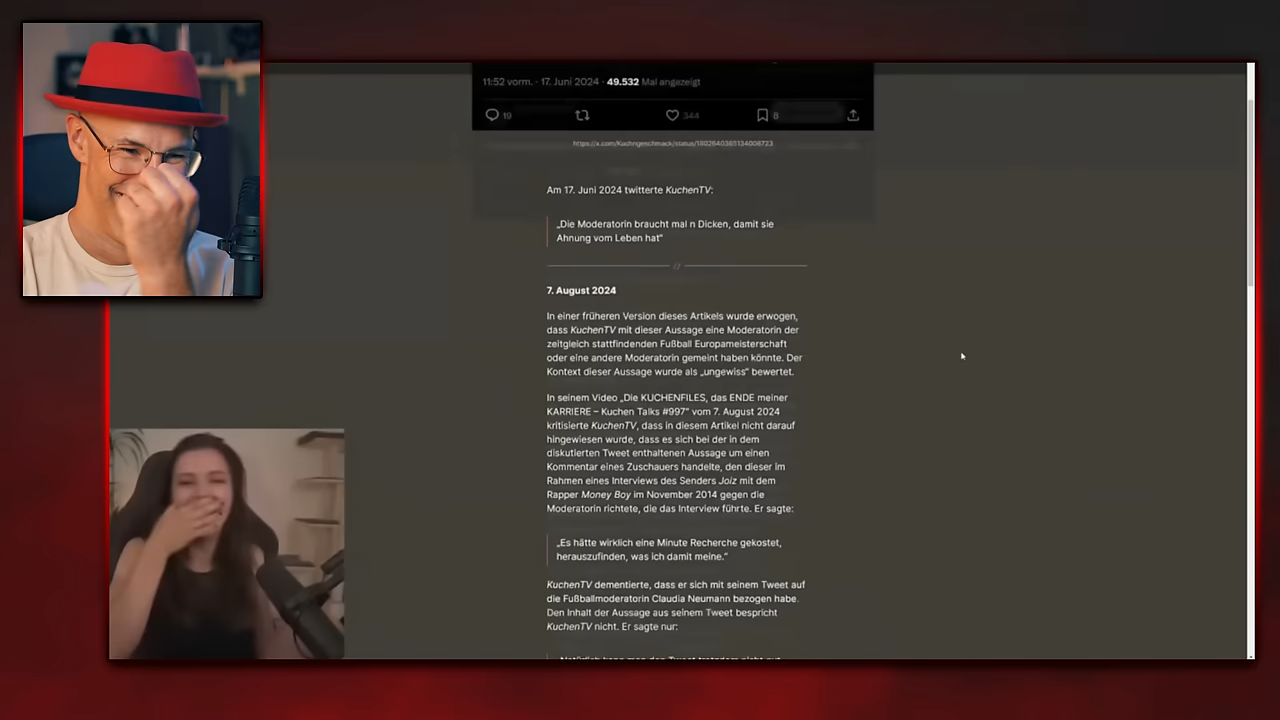 11:52 vorm. · 17. Juni 2024 · 49.532 Mal angezeigt
19 344 8
https://x.com/Kuchngeschmack/status/1802640385134006723
Am 17. Juni 2024 twitterte KuchenTV:
„Die Moderatorin braucht mal n Dicken, damit sie
Ahnung vom Leben hat“
7. August 2024
In einer früheren Version dieses Artikels wurde erwogen,
dass KuchenTV mit dieser Aussage eine Moderatorin der
zeitgleich stattfindenden Fußball Europameisterschaft
oder eine andere Moderatorin gemeint haben könnte. Der
Kontext dieser Aussage wurde als „ungewiss“ bewertet.
In seinem Video „Die KUCHENFILES, das ENDE meiner
KARRIERE – Kuchen Talks #997“ vom 7. August 2024
kritisierte KuchenTV, dass in diesem Artikel nicht darauf
hingewiesen wurde, dass es sich bei der in dem
diskutierten Tweet enthaltenen Aussage um einen
Kommentar eines Zuschauers handelte, den dieser im
Rahmen eines Interviews des Senders Joiz mit dem
Rapper Money Boy im November 2014 gegen die
Moderatorin richtete, die das Interview führte. Er sagte:
„Es hätte wirklich eine Minute Recherche gekostet,
herauszufinden, was ich damit meine.“
KuchenTV dementierte, dass er sich mit seinem Tweet auf
die Fußballmoderatorin Claudia Neumann bezogen habe.
Den Inhalt der Aussage aus seinem Tweet bespricht
KuchenTV nicht. Er sagte nur: